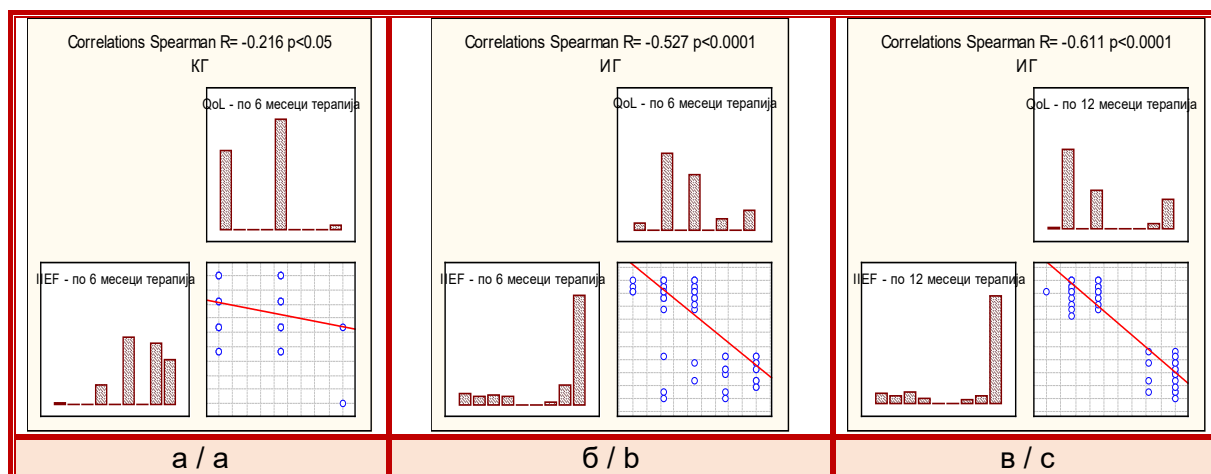 Correlations Spearman R= -0.216 p<0.05
КГ
QoL - по 6 месеци терапија
IIEF - по 6 месеци терапија
а / a
Correlations Spearman R= -0.527 p<0.0001
ИГ
QoL - по 6 месеци терапија
IIEF - по 6 месеци терапија
б / b
Correlations Spearman R= -0.611 p<0.0001
ИГ
QoL - по 12 месеци терапија
IIEF - по 12 месеци терапија
в / c